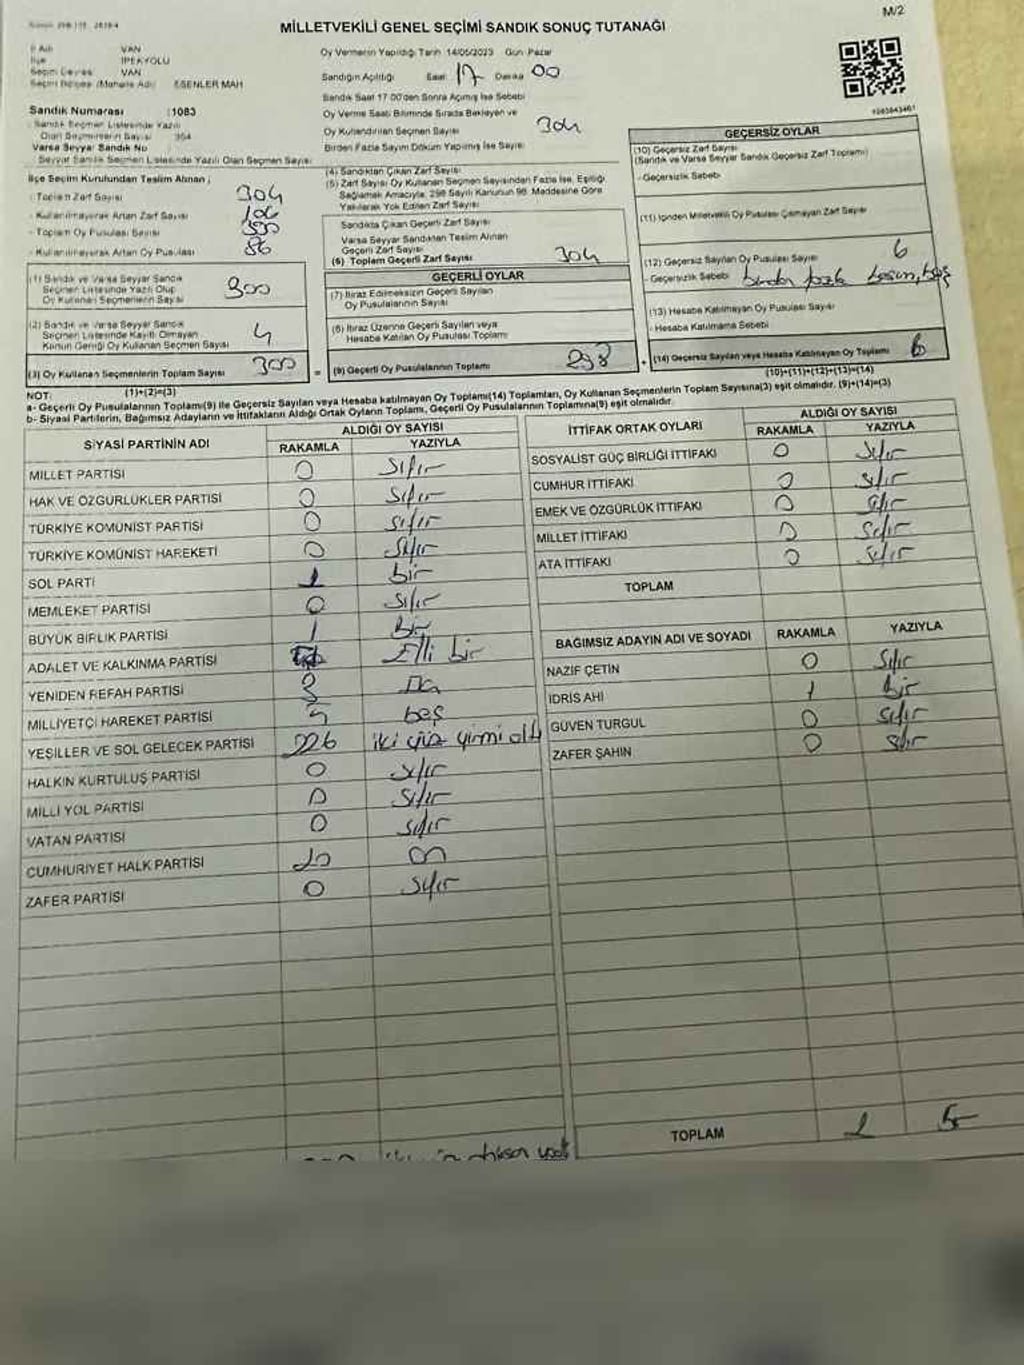 M/2
MİLLETVEKİLİ GENEL SEÇİMİ SANDIK SONUÇ TUTANAĞI
İl Adı VAN
İlçe İPEKYOLU
Seçim Çevresi VAN
Seçim Bölgesi /Mahalle Adı ESENLER MAH
Sandık Numarası :1083
Sandık Seçmen Listesinde Yazılı
Olan Seçmenlerin Sayısı 354
Varsa Seyyar Sandık No
Seyyar Sandık Seçmen Listesinde Yazılı Olan Seçmen Sayısı
Oy Vermenin Yapıldığı Tarih 14/05/2023 Gün Pazar
Sandığın Açıldığı Saat 17 Dakika 00
Sandık Saat 17.00'den Sonra Açılmış İse Sebebi
Oy Verme Saati Bitiminde Sırada Bekleyen ve
Oy Kullandırılan Seçmen Sayısı 304
Birden Fazla Sayım Döküm Yapılmış İse Sayısı
İlçe Seçim Kurulundan Teslim Alınan ;
- Toplam Zarf Sayısı 304
- Kullanılmayarak Artan Zarf Sayısı 106
- Toplam Oy Pusulası Sayısı 390
- Kullanılmayarak Artan Oy Pusulası 86
(1) Sandık ve Varsa Seyyar Sandık
Seçmen Listesinde Yazılı Olup
Oy Kullanan Seçmenlerin Sayısı 300
(2) Sandık ve Varsa Seyyar Sandık
Seçmen Listesinde Kayıtlı Olmayan
Kanun Gereği Oy Kullanan Seçmen Sayısı 4
(3) Oy Kullanan Seçmenlerin Toplam Sayısı 300
(1)+(2)=(3)
(4) Sandıktan Çıkan Zarf Sayısı
(5) Zarf Sayısı Oy Kullanan Seçmen Sayısından Fazla İse, Eşitliği
Sağlamak Amacıyla, 298 Sayılı Kanunun 98. Maddesine Göre
Yakılarak Yok Edilen Zarf Sayısı
Sandıkta Çıkan Geçerli Zarf Sayısı
Varsa Seyyar Sandıktan Teslim Alınan
Geçerli Zarf Sayısı
(6) Toplam Geçerli Zarf Sayısı 304
GEÇERLİ OYLAR
(7) İtiraz Edilmeksizin Geçerli Sayılan
Oy Pusulalarının Sayısı
(8) İtiraz Üzerine Geçerli Sayılan veya
Hesaba Katılan Oy Pusulası Toplamı
= (9) Geçerli Oy Pusulalarının Toplamı 298
GEÇERSİZ OYLAR
(10) Geçersiz Zarf Sayısı
(Sandık ve Varsa Seyyar Sandık Geçersiz Zarf Toplamı)
- Geçersizlik Sebebi
(11) İçinden Milletvekili Oy Pusulası Çıkmayan Zarf Sayısı
(12) Geçersiz Sayılan Oy Pusulası Sayısı 6
- Geçersizlik Sebebi birden fazla basım, boş
(13) Hesaba Katılmayan Oy Pusulası Sayısı
- Hesaba Katılmama Sebebi
+ (14) Geçersiz Sayılan veya Hesaba Katılmayan Oy Toplamı 6
(10)+(11)+(12)+(13)=(14)
NOT:
a- Geçerli Oy Pusulalarının Toplamı(9) ile Geçersiz Sayılan veya Hesaba katılmayan Oy Toplamı(14) Toplamları, Oy Kullanan Seçmenlerin Toplam Sayısına(3) eşit olmalıdır. (9)+(14)=(3)
b- Siyasi Partilerin, Bağımsız Adayların ve İttifakların Aldığı Ortak Oyların Toplamı, Geçerli Oy Pusulalarının Toplamına(9) eşit olmalıdır.
SİYASİ PARTİNİN ADI ALDIĞI OY SAYISI
RAKAMLA YAZIYLA
MİLLET PARTİSİ 0 Sıfır
HAK VE ÖZGÜRLÜKLER PARTİSİ 0 Sıfır
TÜRKİYE KOMÜNİST PARTİSİ 0 Sıfır
TÜRKİYE KOMÜNİST HAREKETİ 0 Sıfır
SOL PARTİ 1 bir
MEMLEKET PARTİSİ 0 Sıfır
BÜYÜK BİRLİK PARTİSİ 1 Bir
ADALET VE KALKINMA PARTİSİ Elli bir
YENİDEN REFAH PARTİSİ
MİLLİYETÇİ HAREKET PARTİSİ 5 beş
YEŞİLLER VE SOL GELECEK PARTİSİ 226 iki yüz yirmi altı
HALKIN KURTULUŞ PARTİSİ 0 sıfır
MİLLİ YOL PARTİSİ 0 Sıfır
VATAN PARTİSİ 0 sıfır
CUMHURİYET HALK PARTİSİ 10 on
ZAFER PARTİSİ 0 Sıfır
İTTİFAK ORTAK OYLARI ALDIĞI OY SAYISI
RAKAMLA YAZIYLA
SOSYALİST GÜÇ BİRLİĞİ İTTİFAKI 0 Sıfır
CUMHUR İTTİFAKI 0 sıfır
EMEK VE ÖZGÜRLÜK İTTİFAKI 0 sıfır
MİLLET İTTİFAKI 0 Sıfır
ATA İTTİFAKI 0 Sıfır
TOPLAM
BAĞIMSIZ ADAYIN ADI VE SOYADI RAKAMLA YAZIYLA
NAZİF ÇETİN 0 Sıfır
İDRİS AHİ 1 Bir
GÜVEN TURGUL 0 Sıfır
ZAFER ŞAHİN 0 Sıfır
TOPLAM 1 Bir